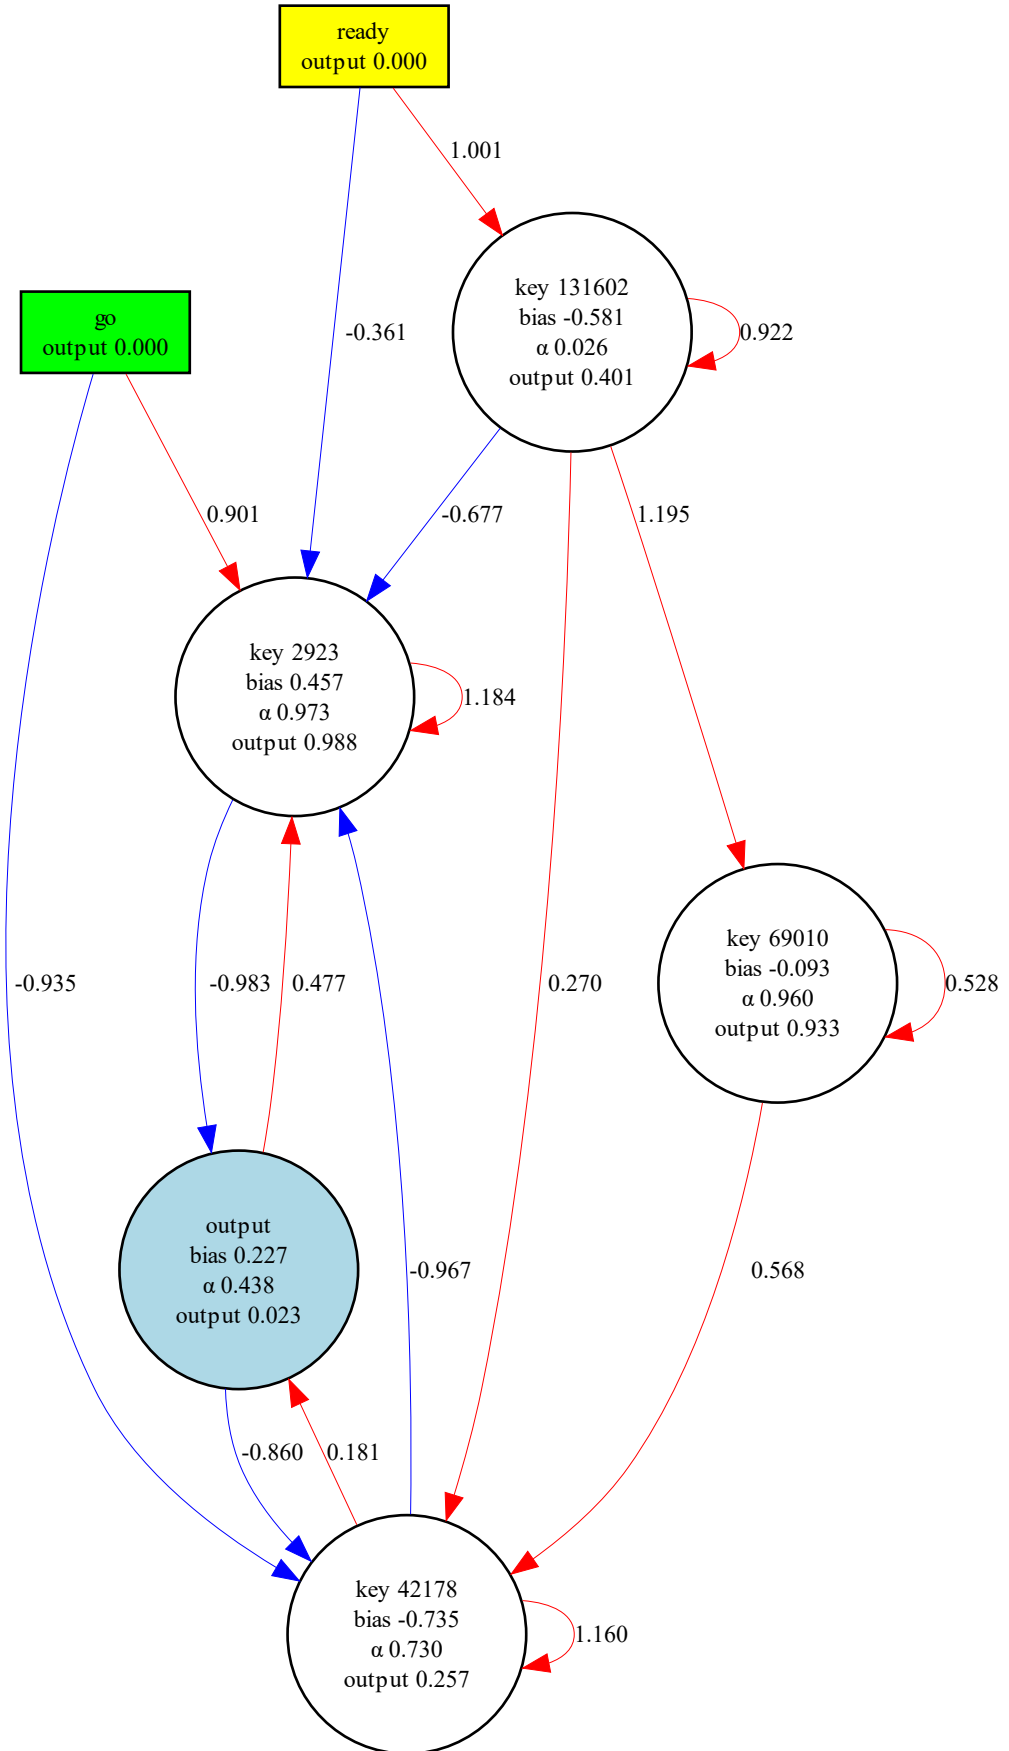 ready
output 0.000
1.001
key 131602
bias -0.581
α 0.026
output 0.401
0.922
go
output 0.000
-0.361
0.901
-0.677
1.195
key 2923
bias 0.457
α 0.973
output 0.988
1.184
key 69010
bias -0.093
α 0.960
output 0.933
0.528
-0.935
-0.983
0.477
0.270
output
bias 0.227
α 0.438
output 0.023
-0.967
0.568
-0.860
0.181
key 42178
bias -0.735
α 0.730
output 0.257
1.160